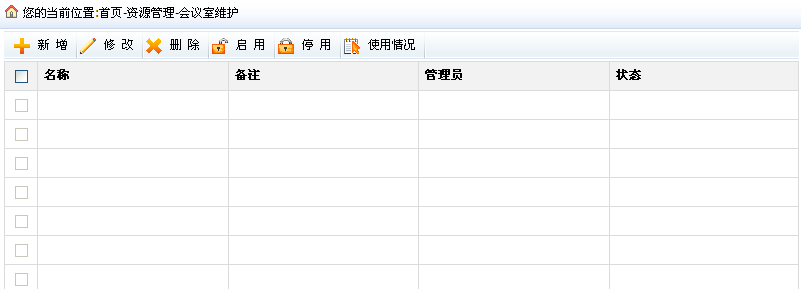 您的当前位置:首页-资源管理-会议室维护
新 增 修 改 删 除 启 用 停 用 使用情况
名称 备注 管理员 状态